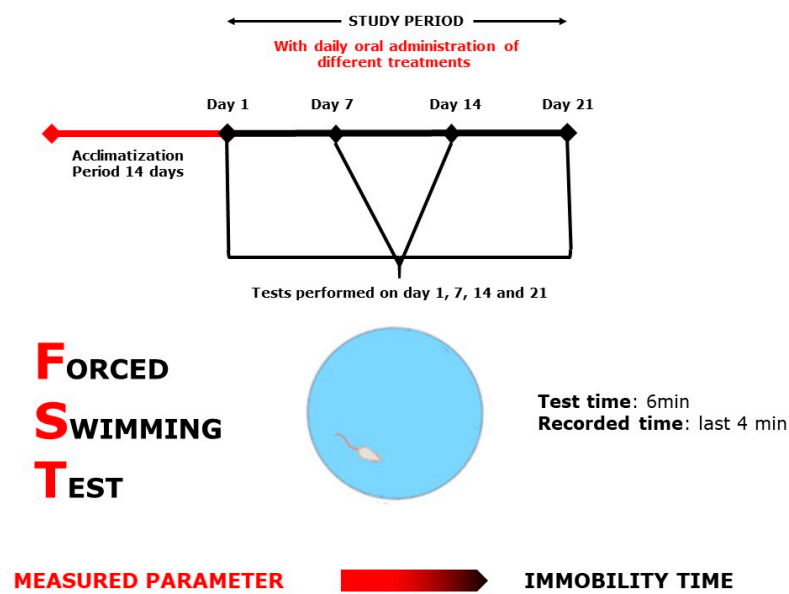 STUDY PERIOD
With daily oral administration of
different treatments
Day 1 Day 7 Day 14 Day 21
Acclimatization
Period 14 days
Tests performed on day 1, 7, 14 and 21
FORCED
SWIMMING
TEST
Test time: 6min
Recorded time: last 4 min
MEASURED PARAMETER IMMOBILITY TIME